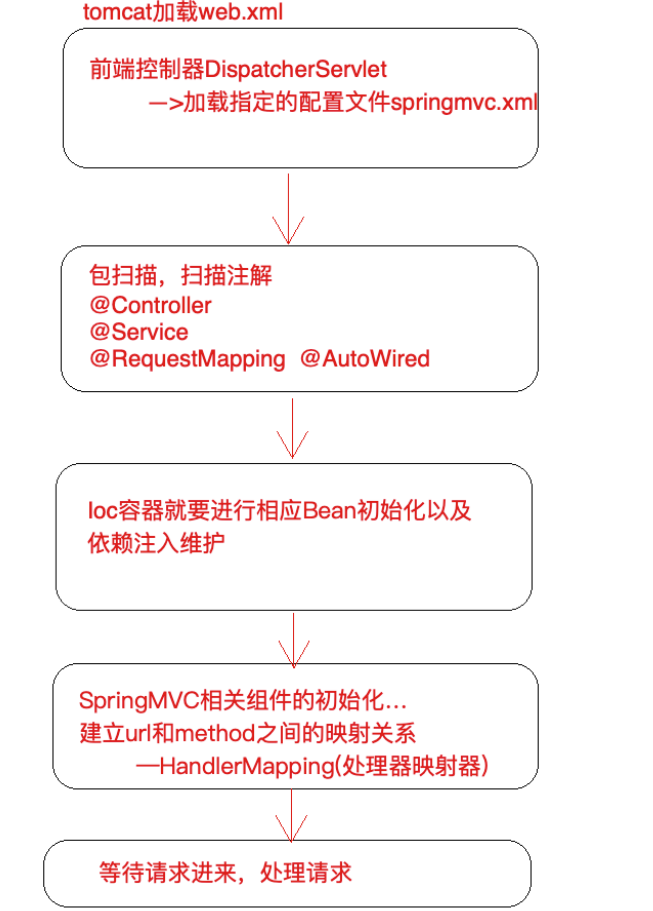 tomcat加载web.xml
前端控制器DispatcherServlet
—>加载指定的配置文件springmvc.xml
包扫描，扫描注解
@Controller
@Service
@RequestMapping @AutoWired
Ioc容器就要进行相应Bean初始化以及
依赖注入维护
SpringMVC相关组件的初始化...
建立url和method之间的映射关系
—HandlerMapping(处理器映射器)
等待请求进来，处理请求